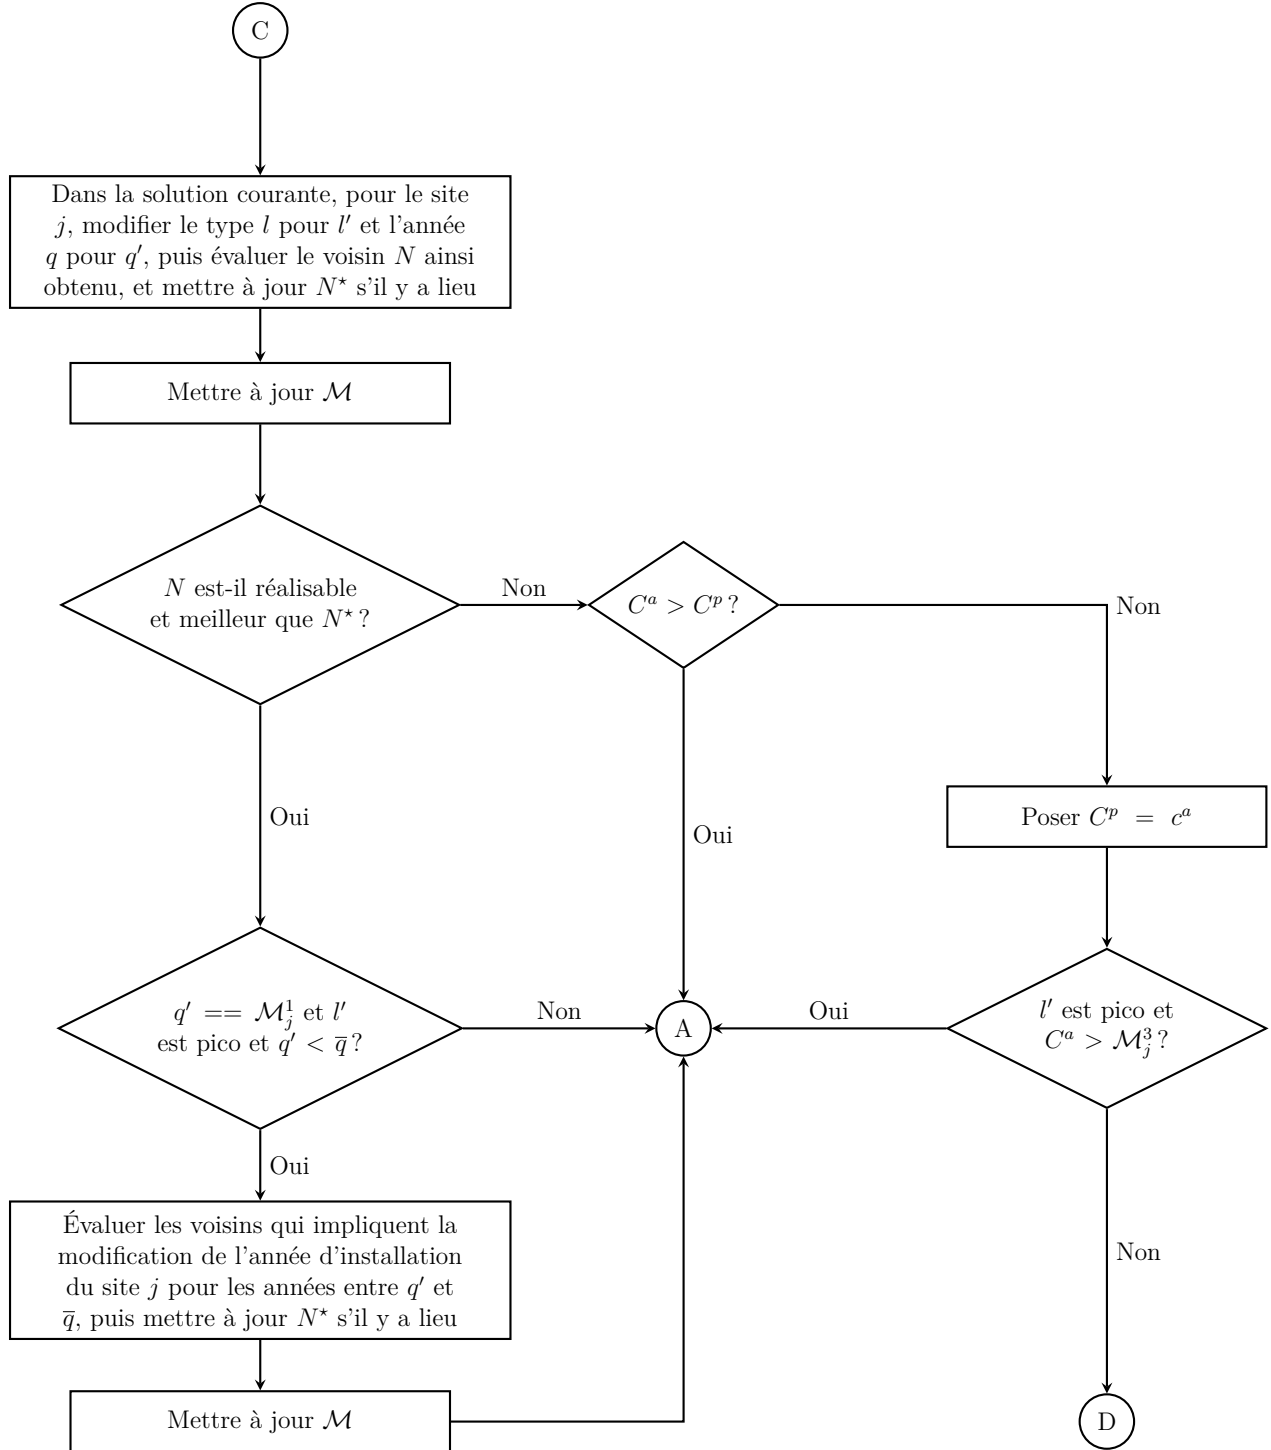 C
Dans la solution courante, pour le site
j, modifier le type l pour l′ et l'année
q pour q′, puis évaluer le voisin N ainsi
obtenu, et mettre à jour N⋆ s'il y a lieu
Mettre à jour ℳ
N est-il réalisable
et meilleur que N⋆ ?
Non
Cᵃ > Cᵖ ?
Non
Oui
Oui
Poser Cᵖ = cᵃ
q′ == ℳ¹ⱼ et l′
est pico et q′ < q̅ ?
Non
A
Oui
l′ est pico et
Cᵃ > ℳ³ⱼ ?
Oui
Non
Évaluer les voisins qui impliquent la
modification de l'année d'installation
du site j pour les années entre q′ et
q̅, puis mettre à jour N⋆ s'il y a lieu
Mettre à jour ℳ
D